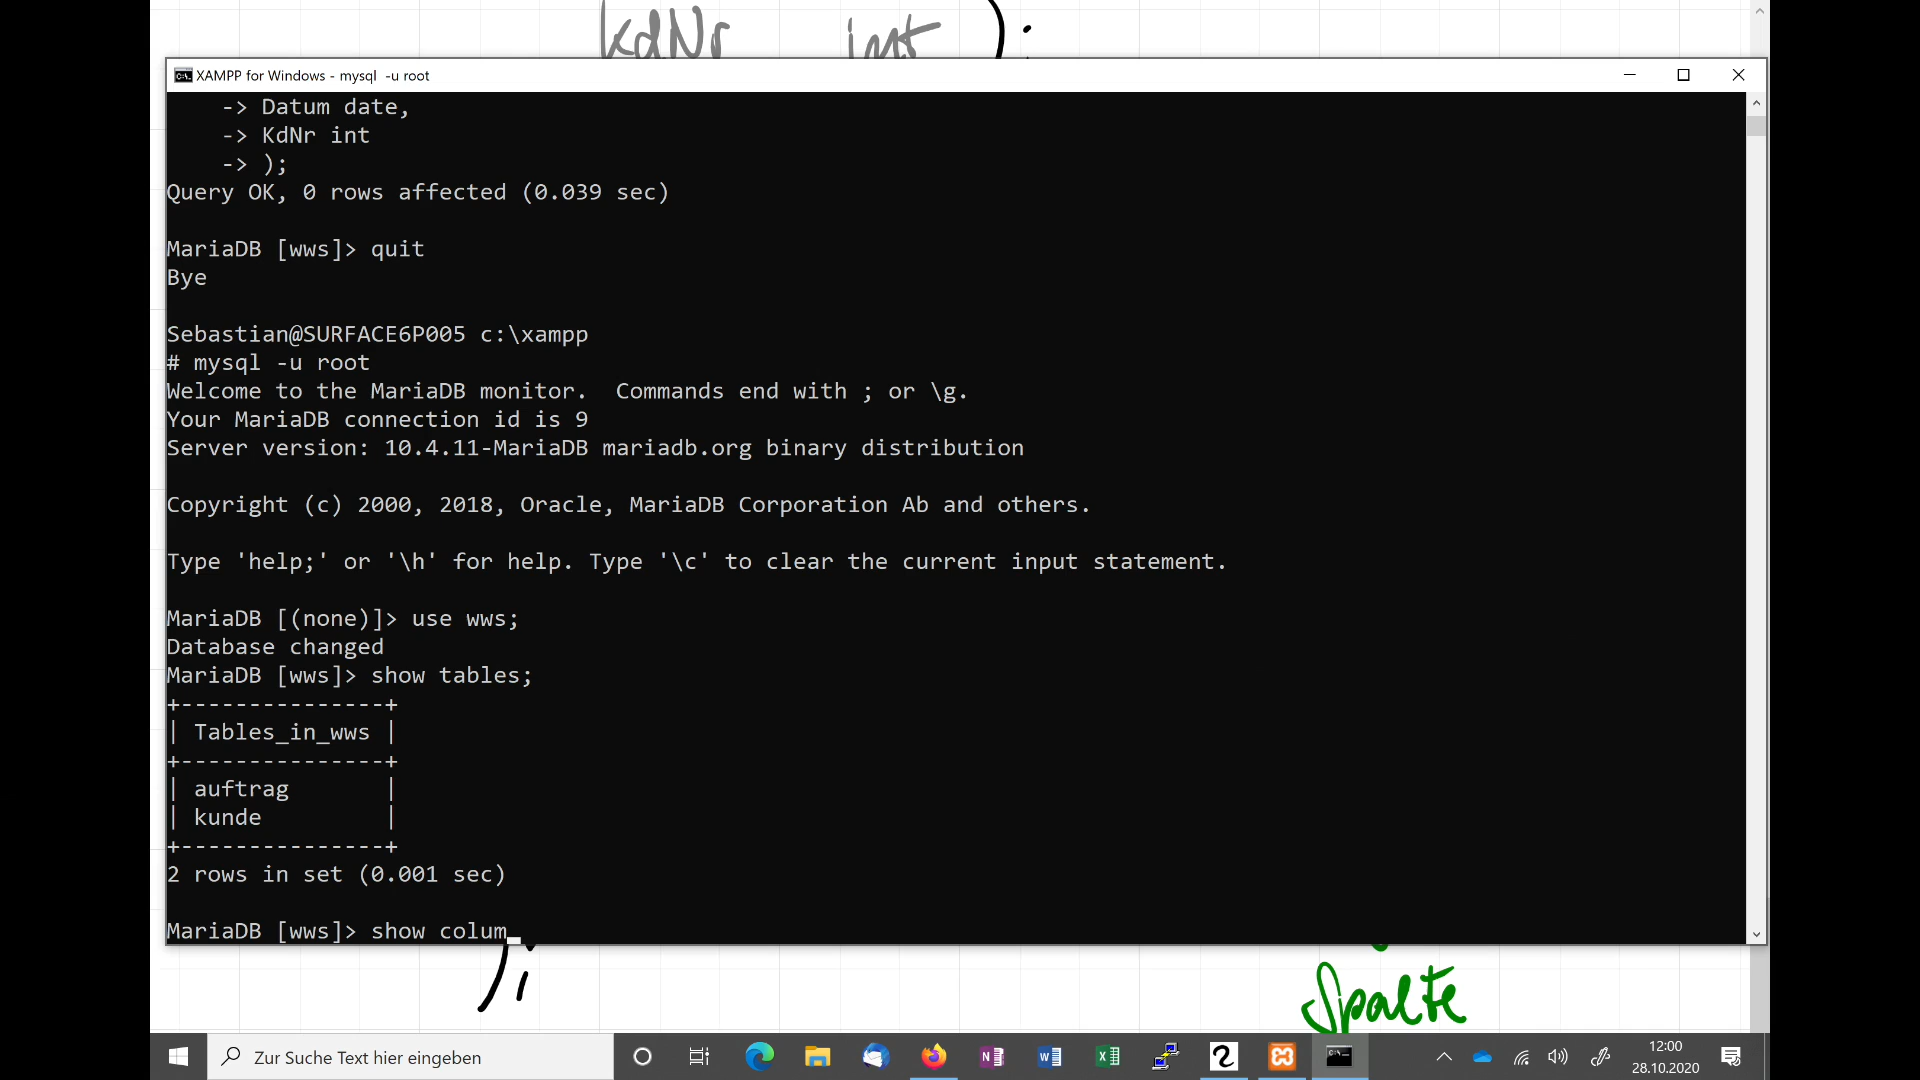 KdNr int );
XAMPP for Windows - mysql -u root
-> Datum date,
-> KdNr int
-> );
Query OK, 0 rows affected (0.039 sec)
MariaDB [wws]> quit
Bye
Sebastian@SURFACE6P005 c:\xampp
# mysql -u root
Welcome to the MariaDB monitor.  Commands end with ; or \g.
Your MariaDB connection id is 9
Server version: 10.4.11-MariaDB mariadb.org binary distribution
Copyright (c) 2000, 2018, Oracle, MariaDB Corporation Ab and others.
Type 'help;' or '\h' for help. Type '\c' to clear the current input statement.
MariaDB [(none)]> use wws;
Database changed
MariaDB [wws]> show tables;
+---------------+
| Tables_in_wws |
+---------------+
| auftrag       |
| kunde         |
+---------------+
2 rows in set (0.001 sec)
MariaDB [wws]> show colum_
);
Spalte
Zur Suche Text hier eingeben
12:00
28.10.2020